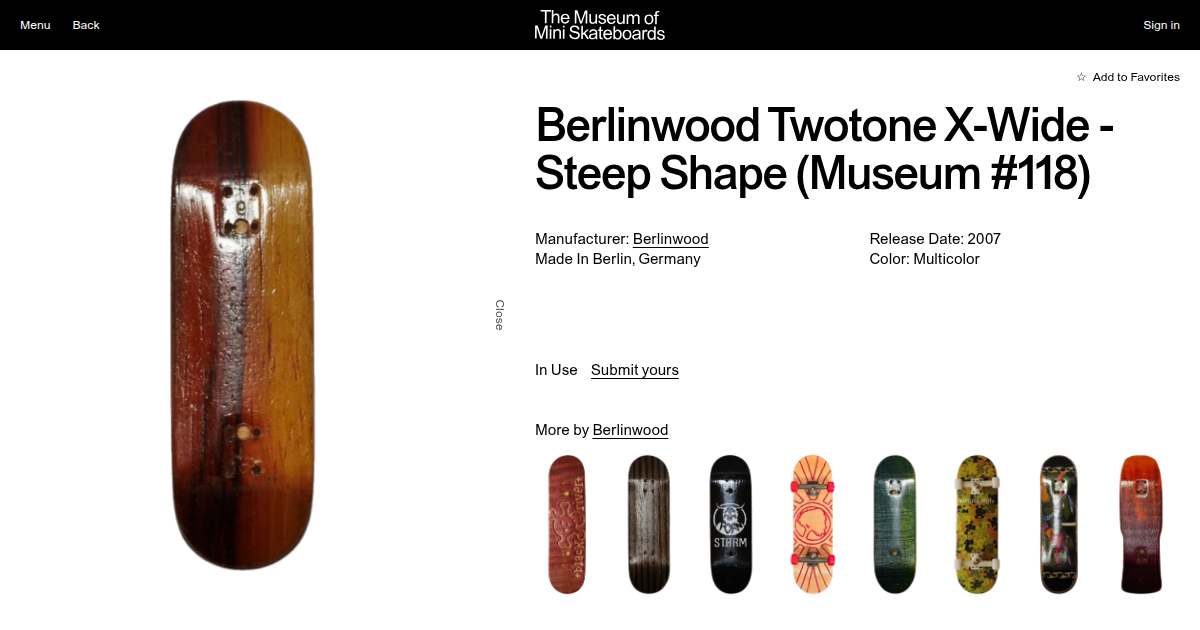 Menu
Back
The Museum of
Mini Skateboards
Sign in
☆ Add to Favorites
Berlinwood Twotone X-Wide -
Steep Shape (Museum #118)
Manufacturer: Berlinwood
Made In Berlin, Germany
Release Date: 2007
Color: Multicolor
Close
In Use
Submit yours
More by Berlinwood
STORM